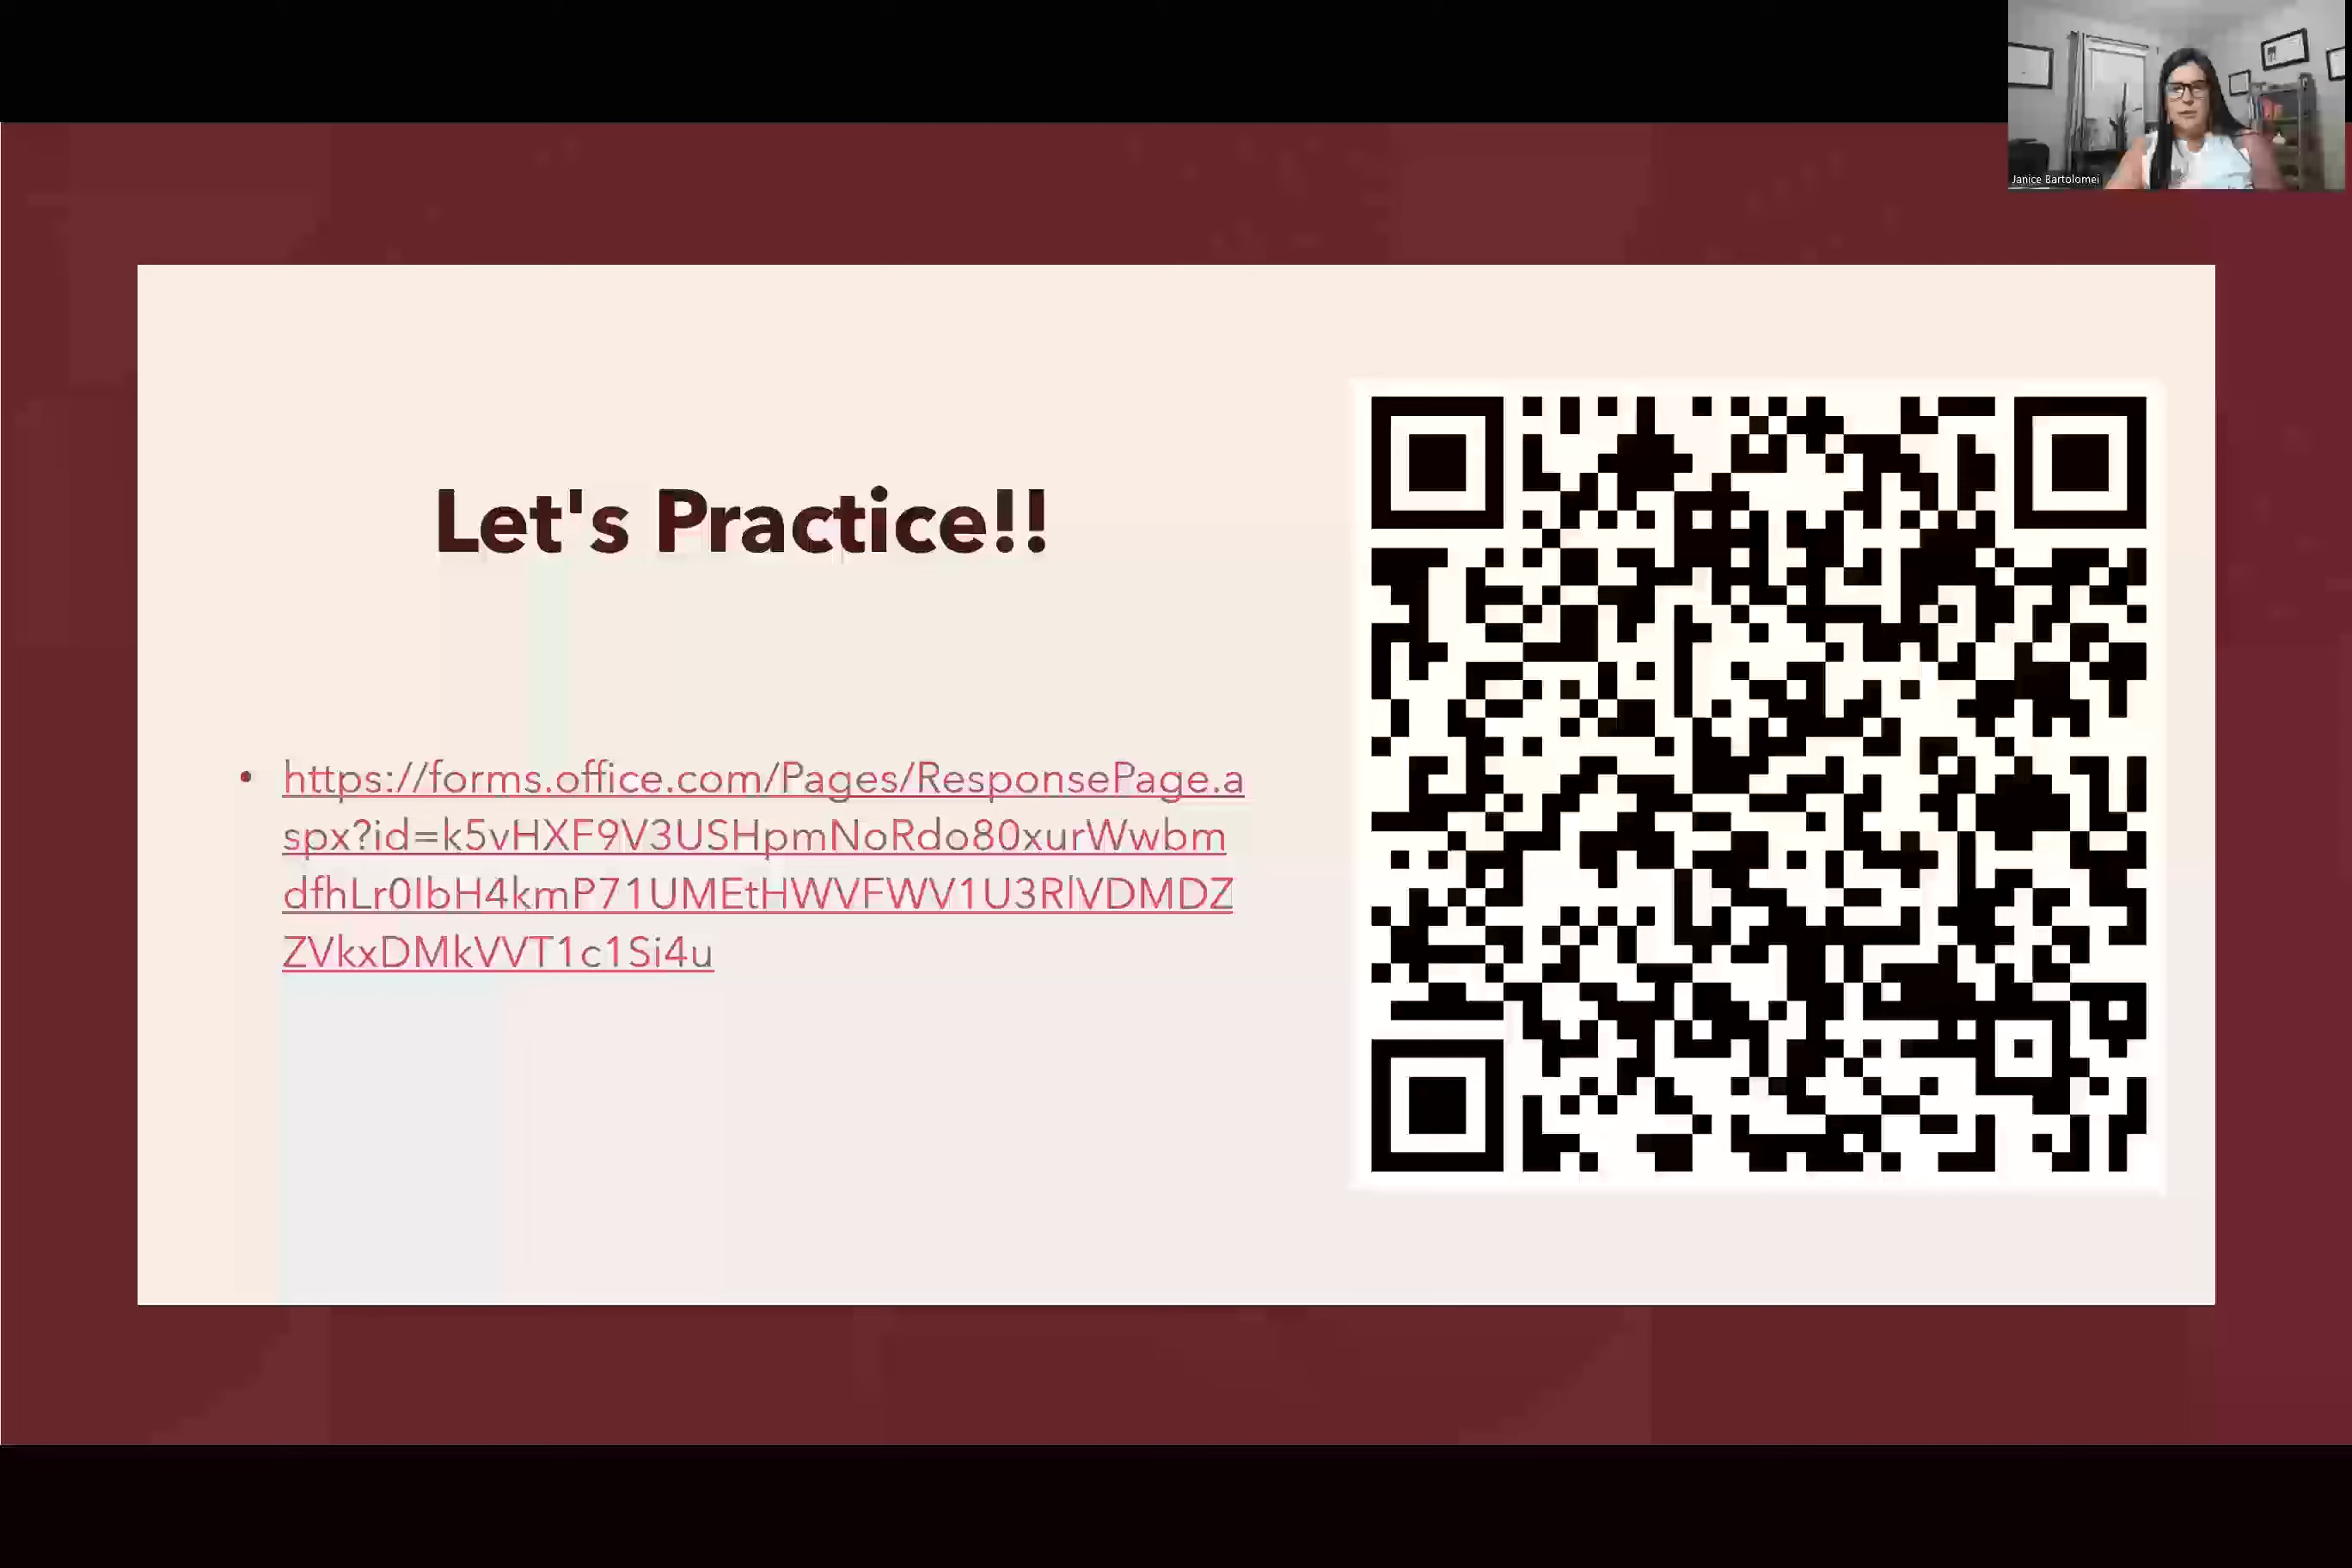 Janice Bartolomei
Let's Practice!!
• https://forms.office.com/Pages/ResponsePage.a
spx?id=k5vHXF9V3USHpmNoRdo80xurWwbm
dfhLr0IbH4kmP71UMEtHWVFWV1U3RlVDMDZ
ZVkxDMkVVT1c1Si4u